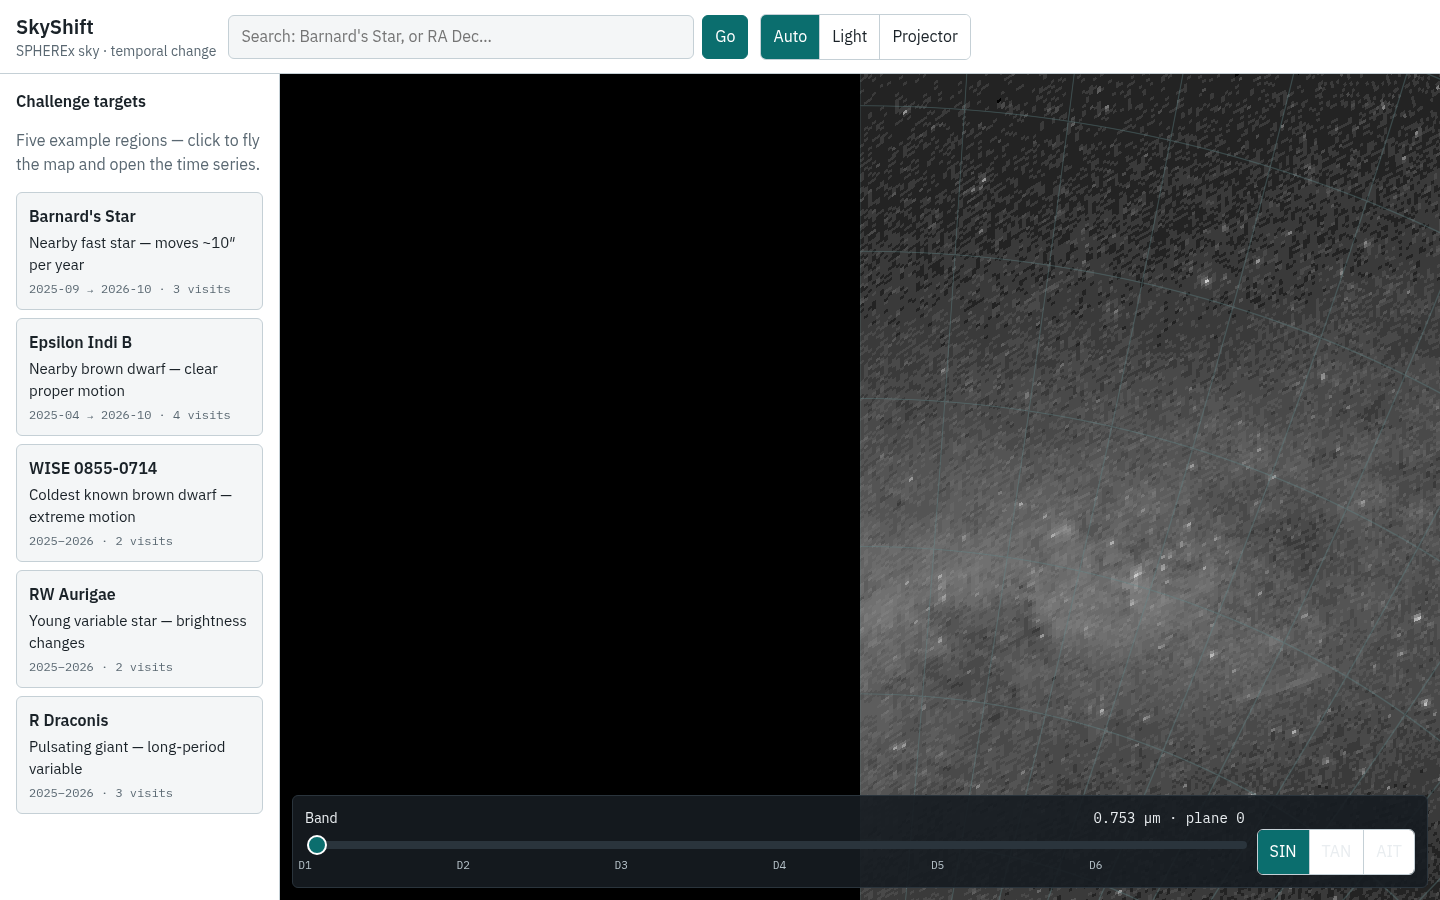 SkyShift
SPHEREx sky · temporal change
Search: Barnard's Star, or RA Dec...
Go
Auto
Light
Projector
Challenge targets
Five example regions — click to fly
the map and open the time series.
Barnard's Star
Nearby fast star — moves ~10″
per year
2025-09 → 2026-10 · 3 visits
Epsilon Indi B
Nearby brown dwarf — clear
proper motion
2025-04 → 2026-10 · 4 visits
WISE 0855-0714
Coldest known brown dwarf —
extreme motion
2025–2026 · 2 visits
RW Aurigae
Young variable star — brightness
changes
2025–2026 · 2 visits
R Draconis
Pulsating giant — long-period
variable
2025–2026 · 3 visits
Band
0.753 µm · plane 0
D1
D2
D3
D4
D5
D6
SIN
TAN
AIT